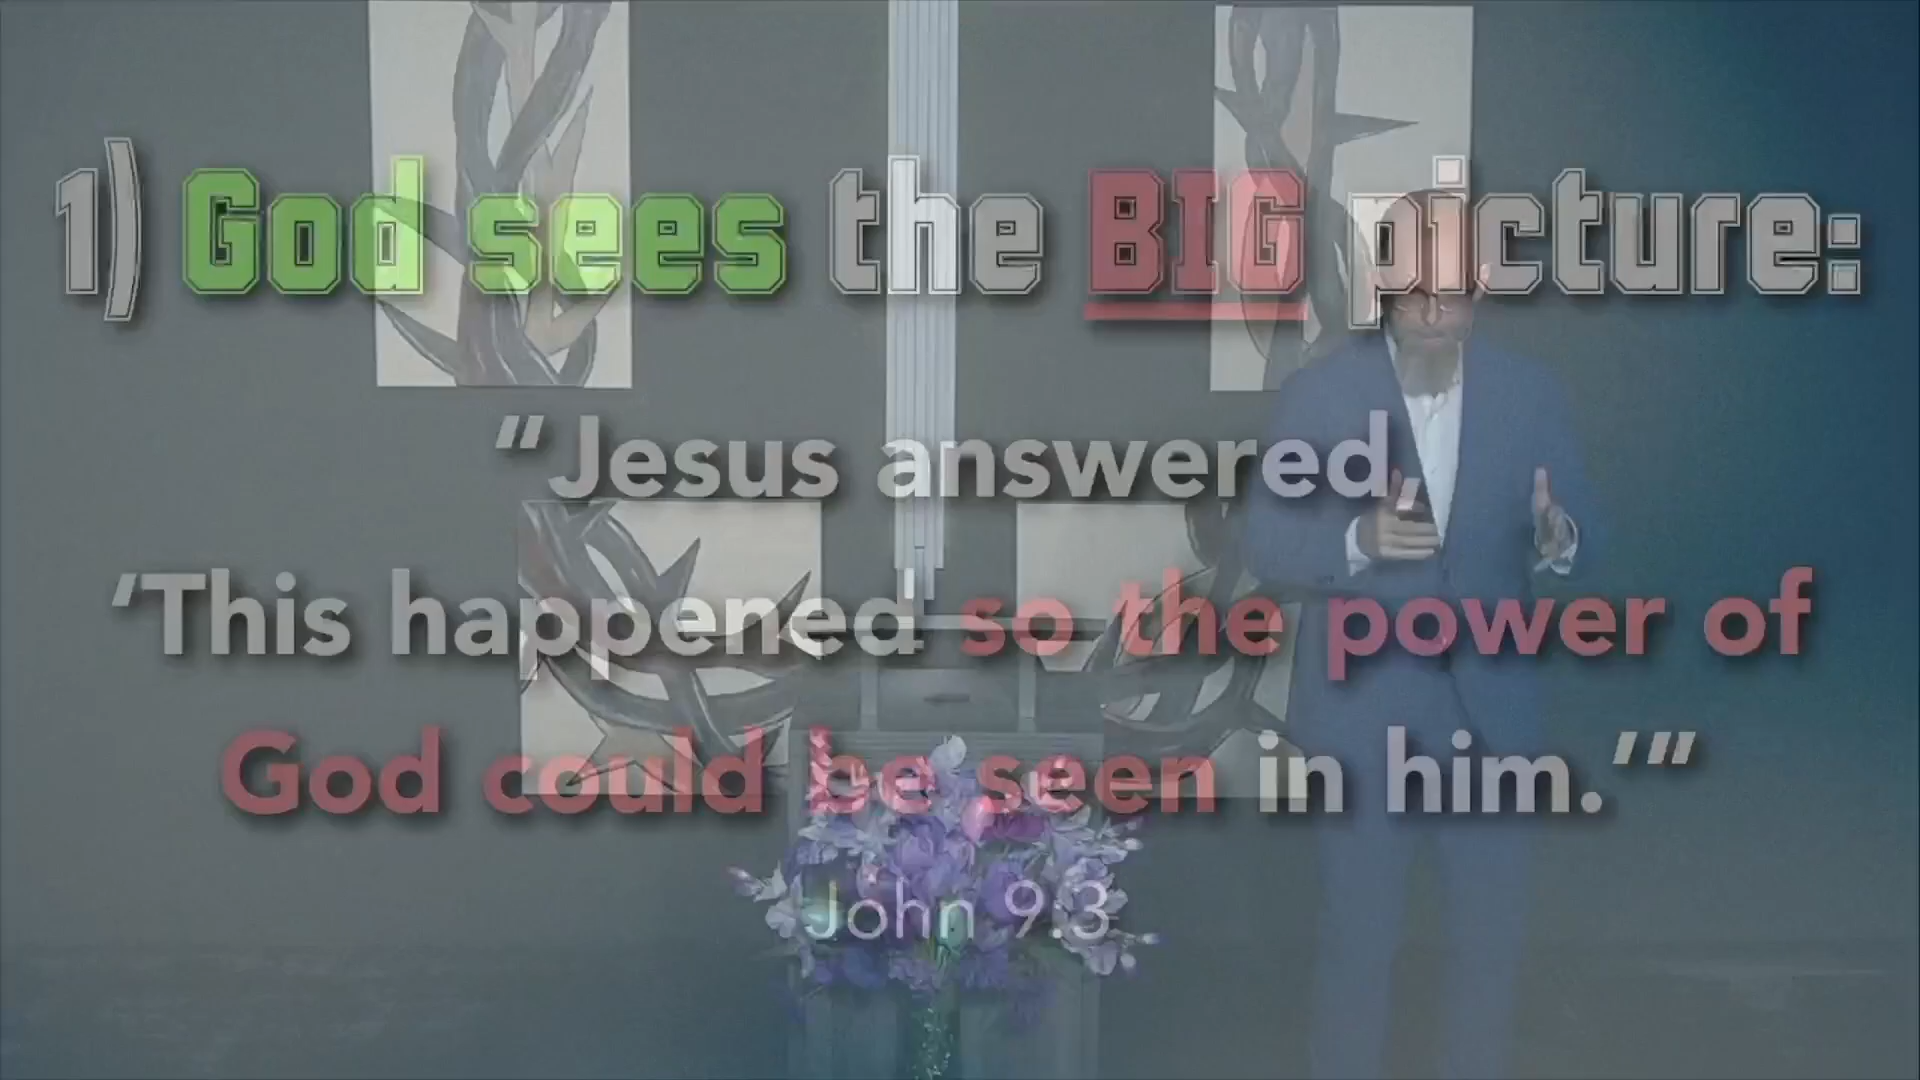 1) God sees the BIG picture:
“Jesus answered,
‘This happened so the power of
God could be seen in him.’”
John 9:3